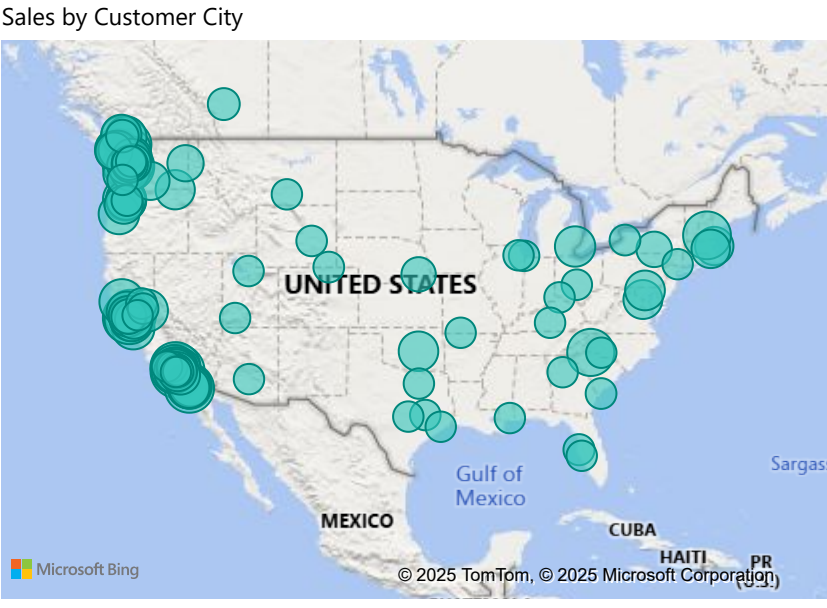 Sales by Customer City
UNITED STATES
Gulf of
Mexico
Sargas
MEXICO
CUBA
HAITI
PR
(U.S.)
Microsoft Bing
© 2025 TomTom, © 2025 Microsoft Corporation